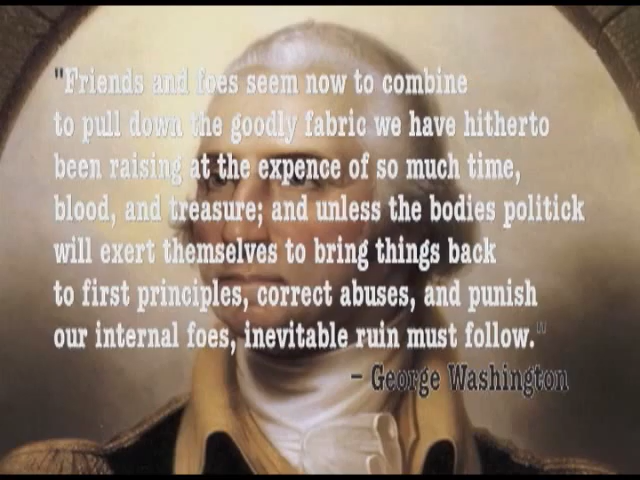 "Friends and foes seem now to combine
to pull down the goodly fabric we have hitherto
been raising at the expence of so much time,
blood, and treasure; and unless the bodies politick
will exert themselves to bring things back
to first principles, correct abuses, and punish
our internal foes, inevitable ruin must follow."
– George Washington